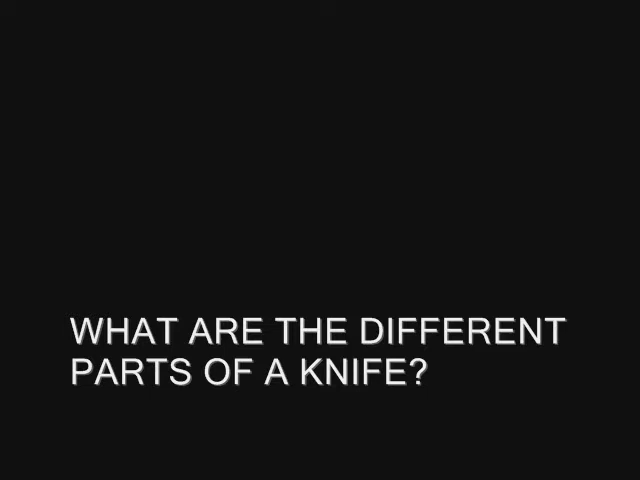 WHAT ARE THE DIFFERENT
PARTS OF A KNIFE?